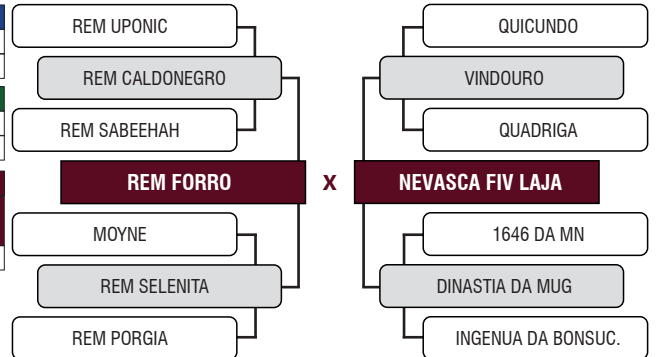 REM UPONIC
REM CALDONEGRO
REM SABEEHAH
REM FORRO
MOYNE
REM SELENITA
REM PORGIA
X
QUICUNDO
VINDOURO
QUADRIGA
NEVASCA FIV LAJA
1646 DA MN
DINASTIA DA MUG
INGENUA DA BONSUC.